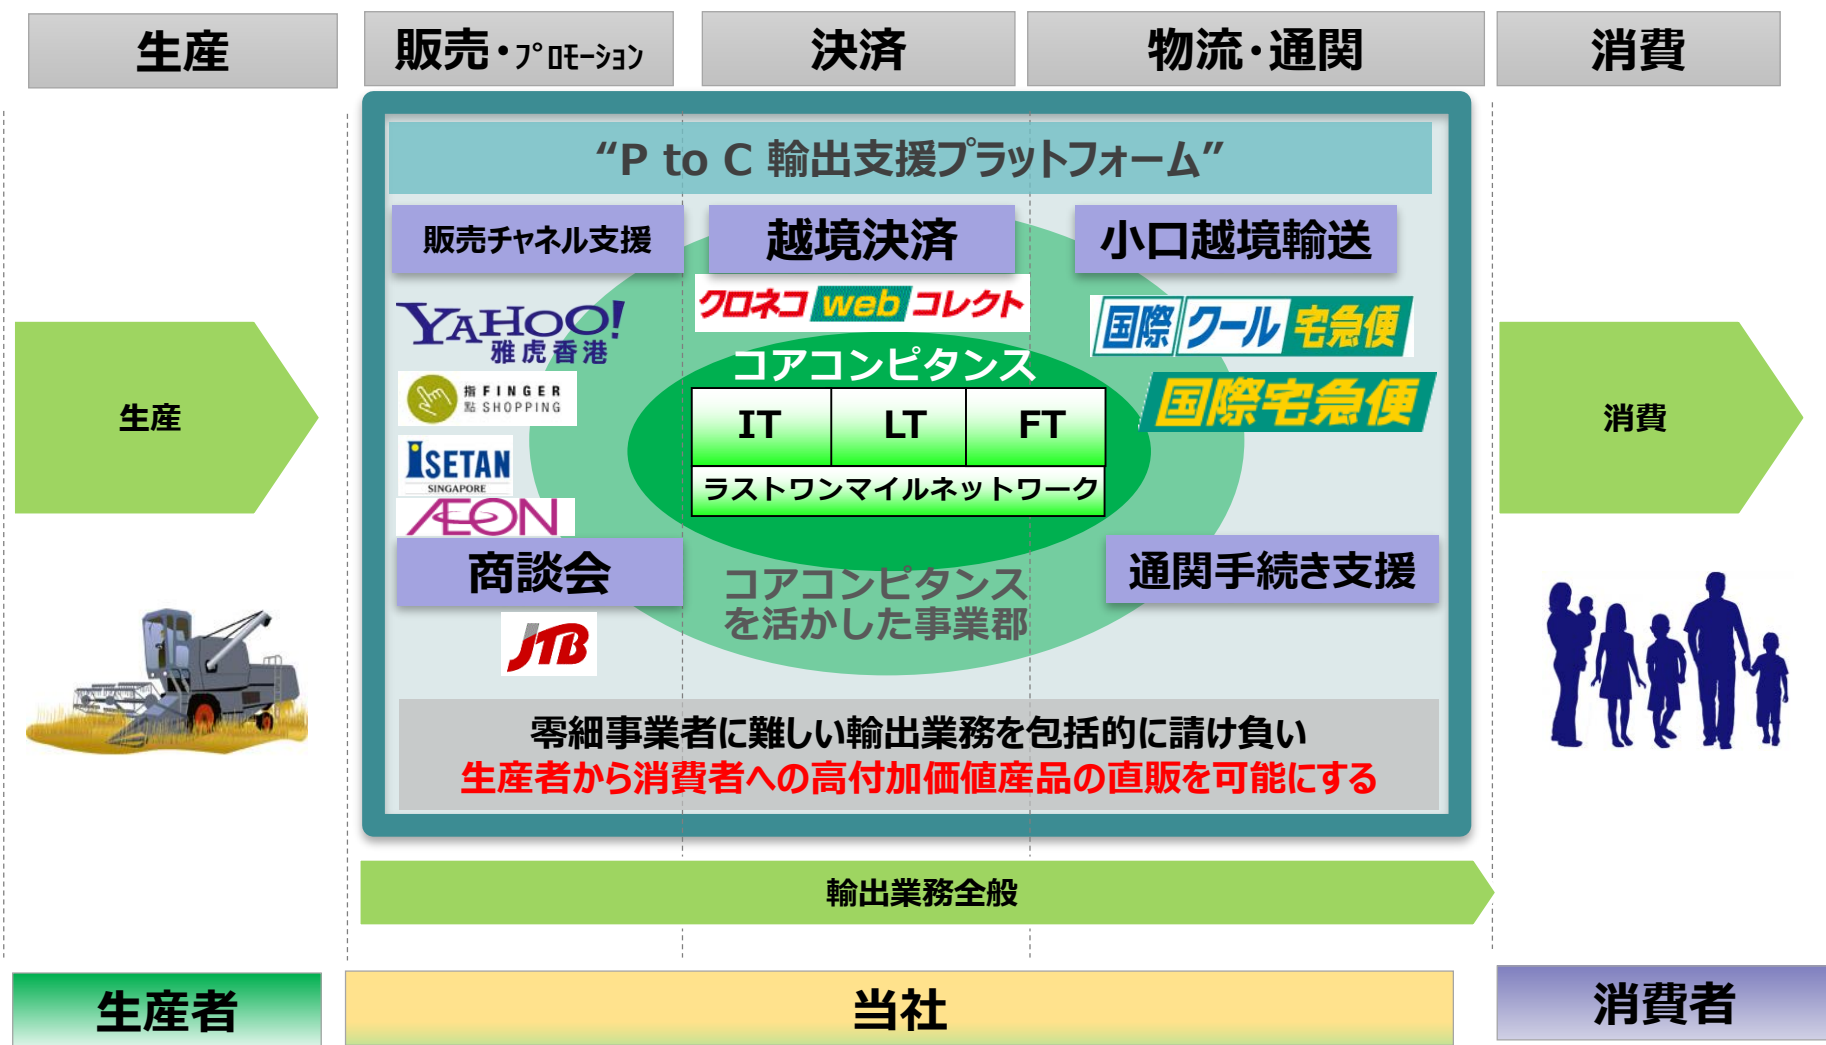 生産
販売・ﾌﾟﾛﾓｰｼｮﾝ
決済
物流・通関
消費
“P to C 輸出支援プラットフォーム”
販売チャネル支援
越境決済
小口越境輸送
YAHOO!
雅虎香港
指 FINGER
點 SHOPPING
ISETAN
SINGAPORE
ÆON
クロネコ web コレクト
国際 クール 宅急便
国際宅急便
コアコンピタンス
IT
LT
FT
ラストワンマイルネットワーク
生産
消費
商談会
JTB
コアコンピタンス
を活かした事業郡
通関手続き支援
零細事業者に難しい輸出業務を包括的に請け負い
生産者から消費者への高付加価値産品の直販を可能にする
輸出業務全般
生産者
当社
消費者